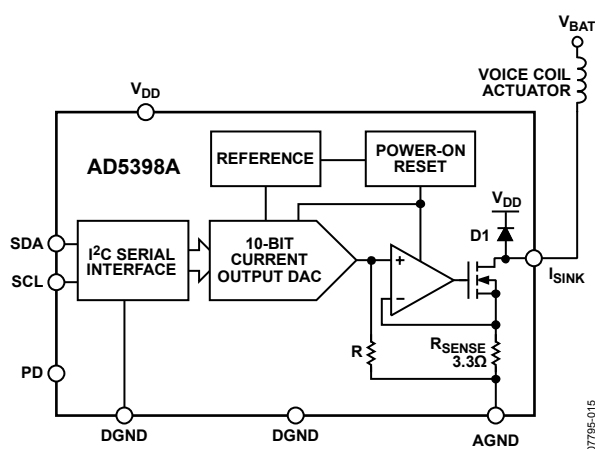 V_BAT
VOICE COIL
ACTUATOR
V_DD
AD5398A
REFERENCE
POWER-ON
RESET
V_DD
D1
SDA
SCL
I²C SERIAL
INTERFACE
10-BIT
CURRENT
OUTPUT DAC
+
–
I_SINK
R
R_SENSE
3.3Ω
PD
DGND
DGND
AGND
07795-015